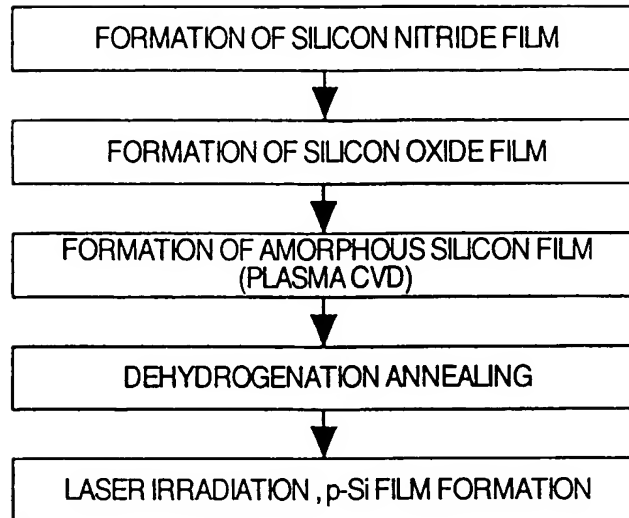 FORMATION OF SILICON NITRIDE FILM
FORMATION OF SILICON OXIDE FILM
FORMATION OF AMORPHOUS SILICON FILM
(PLASMA CVD)
DEHYDROGENATION ANNEALING
LASER IRRADIATION , p-Si FILM FORMATION